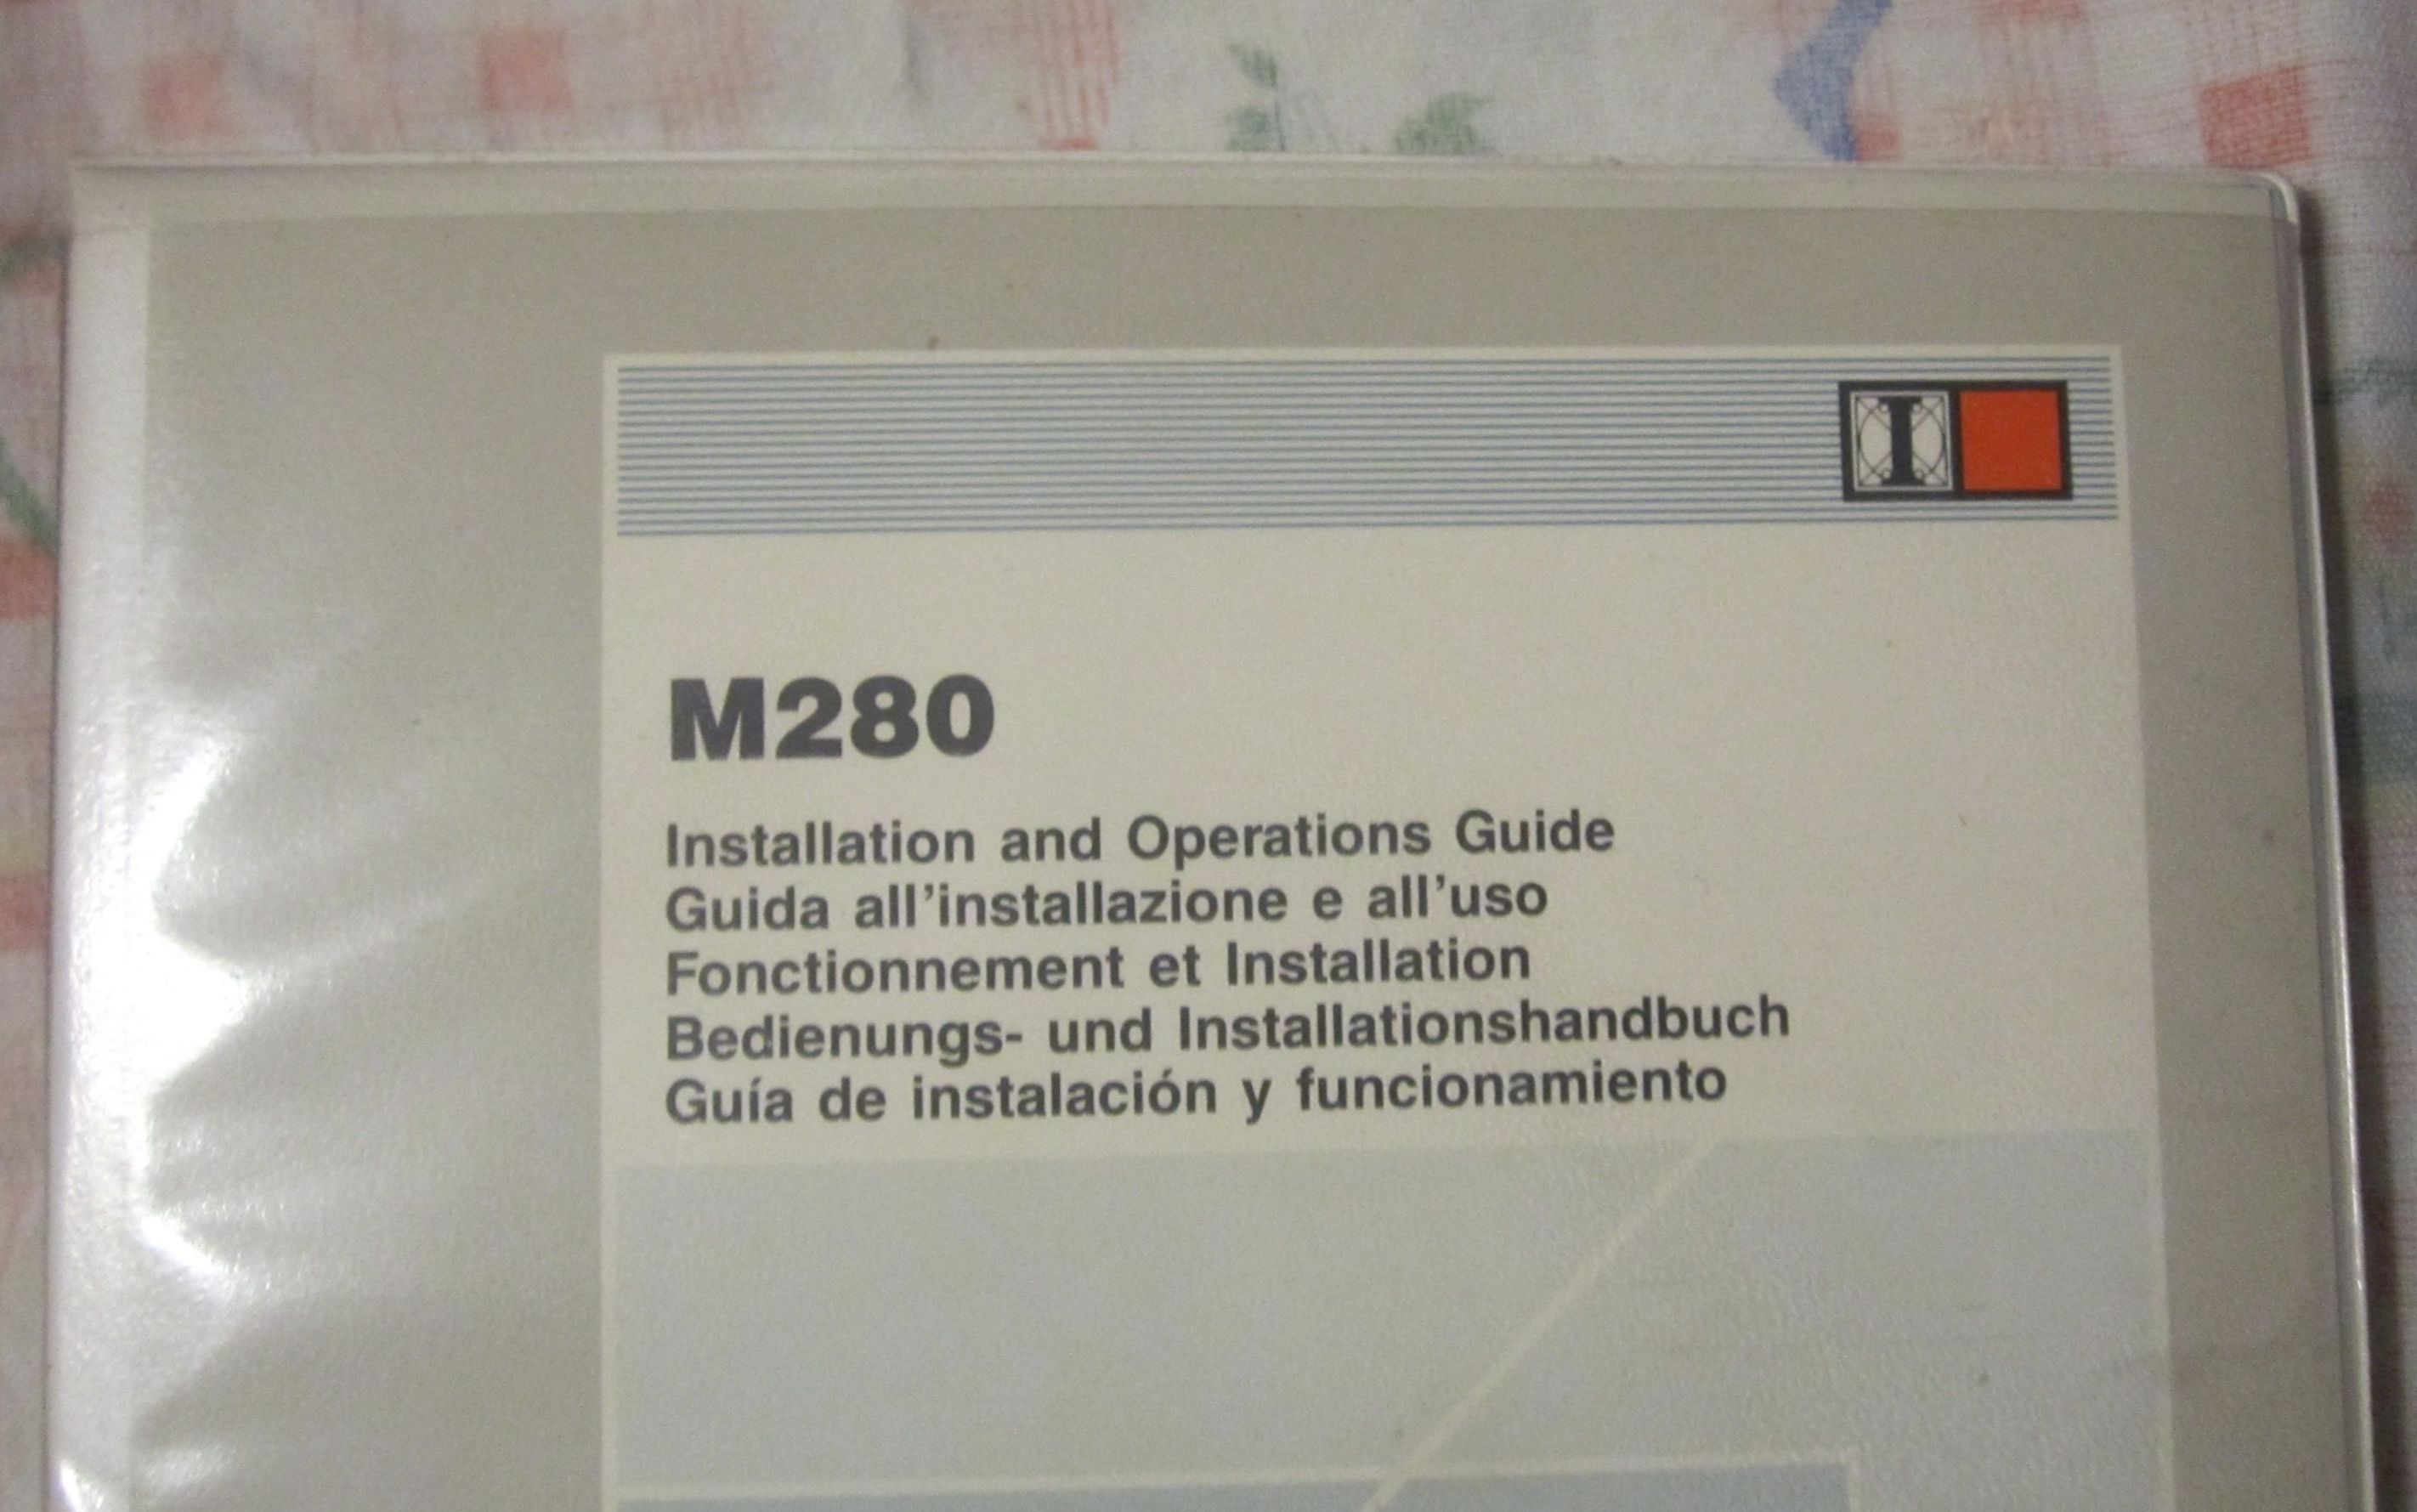 I
M280
Installation and Operations Guide
Guida all'installazione e all'uso
Fonctionnement et Installation
Bedienungs- und Installationshandbuch
Guía de instalación y funcionamiento